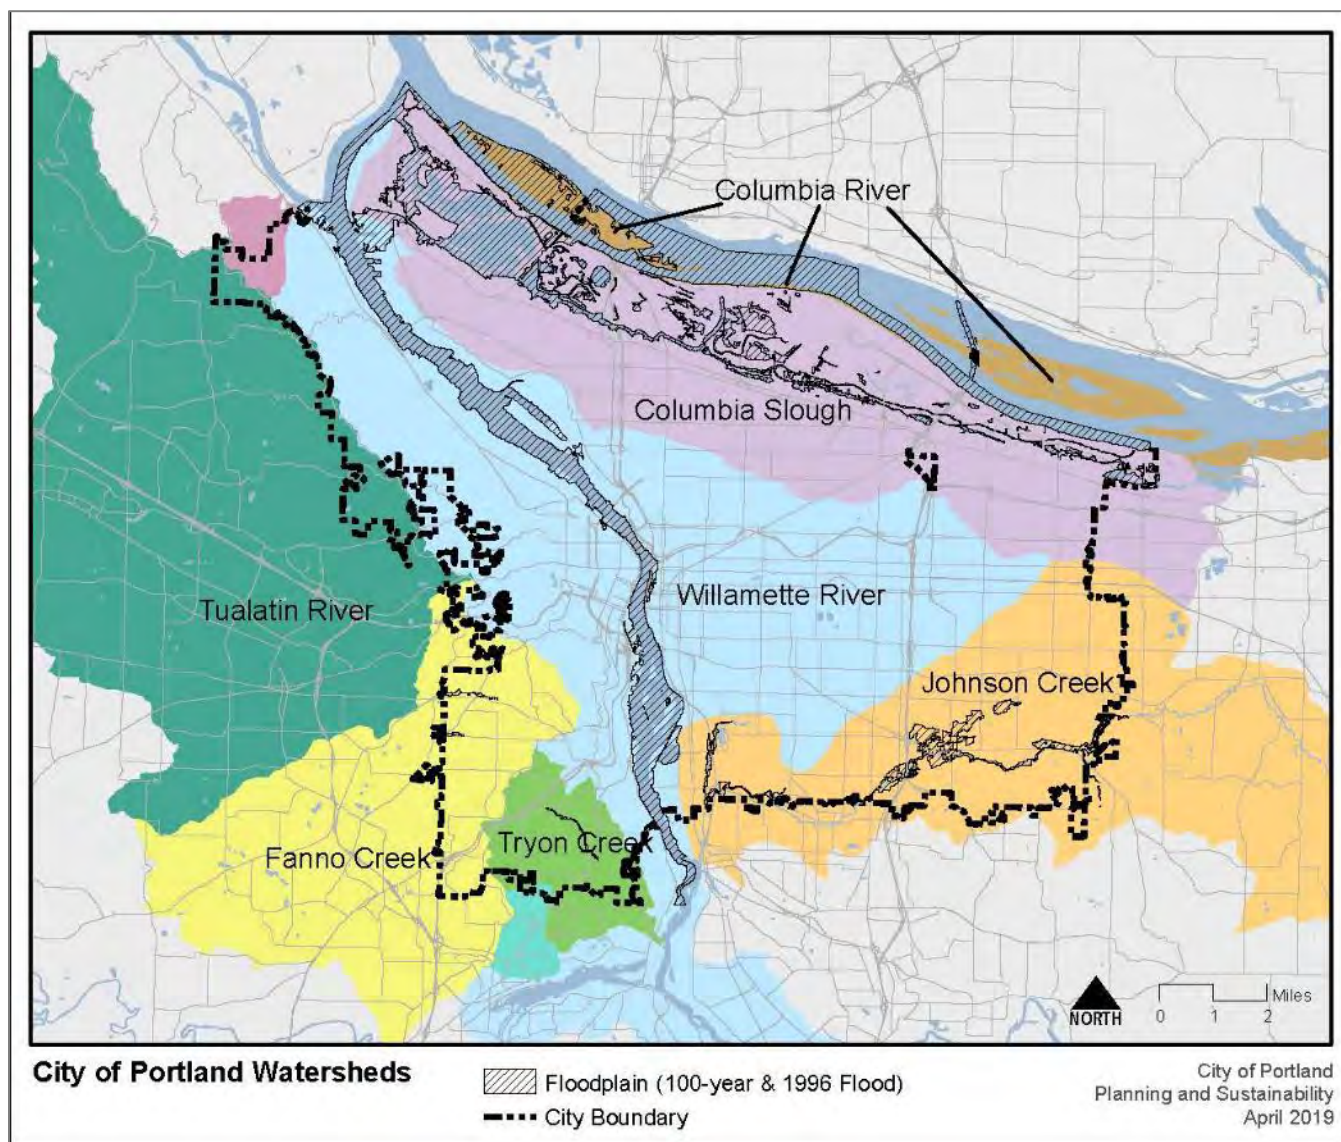 Columbia River
Columbia Slough
Tualatin River
Willamette River
Johnson Creek
Fanno Creek
Tryon Creek
NORTH
0 1 2 Miles
City of Portland Watersheds
Floodplain (100-year & 1996 Flood)
City Boundary
City of Portland
Planning and Sustainability
April 2019